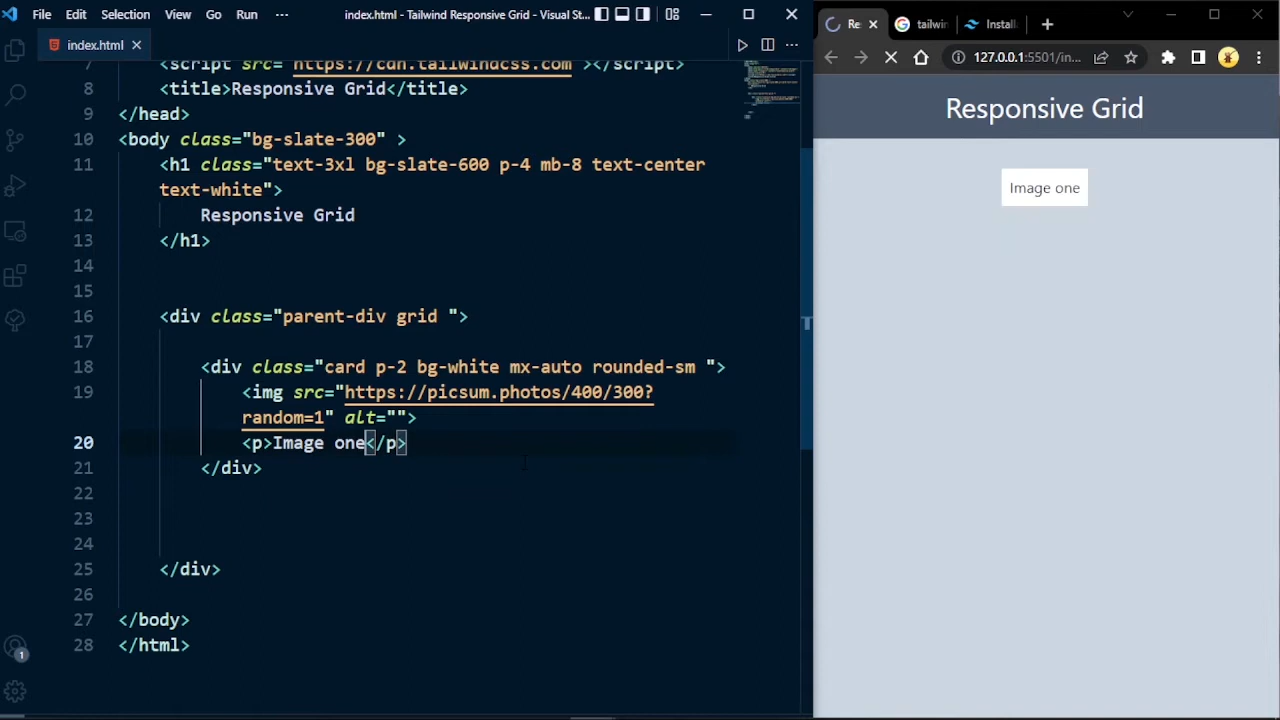 File Edit Selection View Go Run ··· index.html - Tailwind Responsive Grid - Visual St...
index.html
7 <script src="https://cdn.tailwindcss.com"></script>
8 <title>Responsive Grid</title>
9 </head>
10 <body class="bg-slate-300" >
11 <h1 class="text-3xl bg-slate-600 p-4 mb-8 text-center
text-white">
12 Responsive Grid
13 </h1>
14
15
16 <div class="parent-div grid ">
17
18 <div class="card p-2 bg-white mx-auto rounded-sm ">
19 <img src="https://picsum.photos/400/300?
random=1" alt="">
20 <p>Image one</p>
21 </div>
22
23
24
25 </div>
26
27 </body>
28 </html>
1
Re
tailwin
Install
127.0.0.1:5501/in...
Responsive Grid
Image one